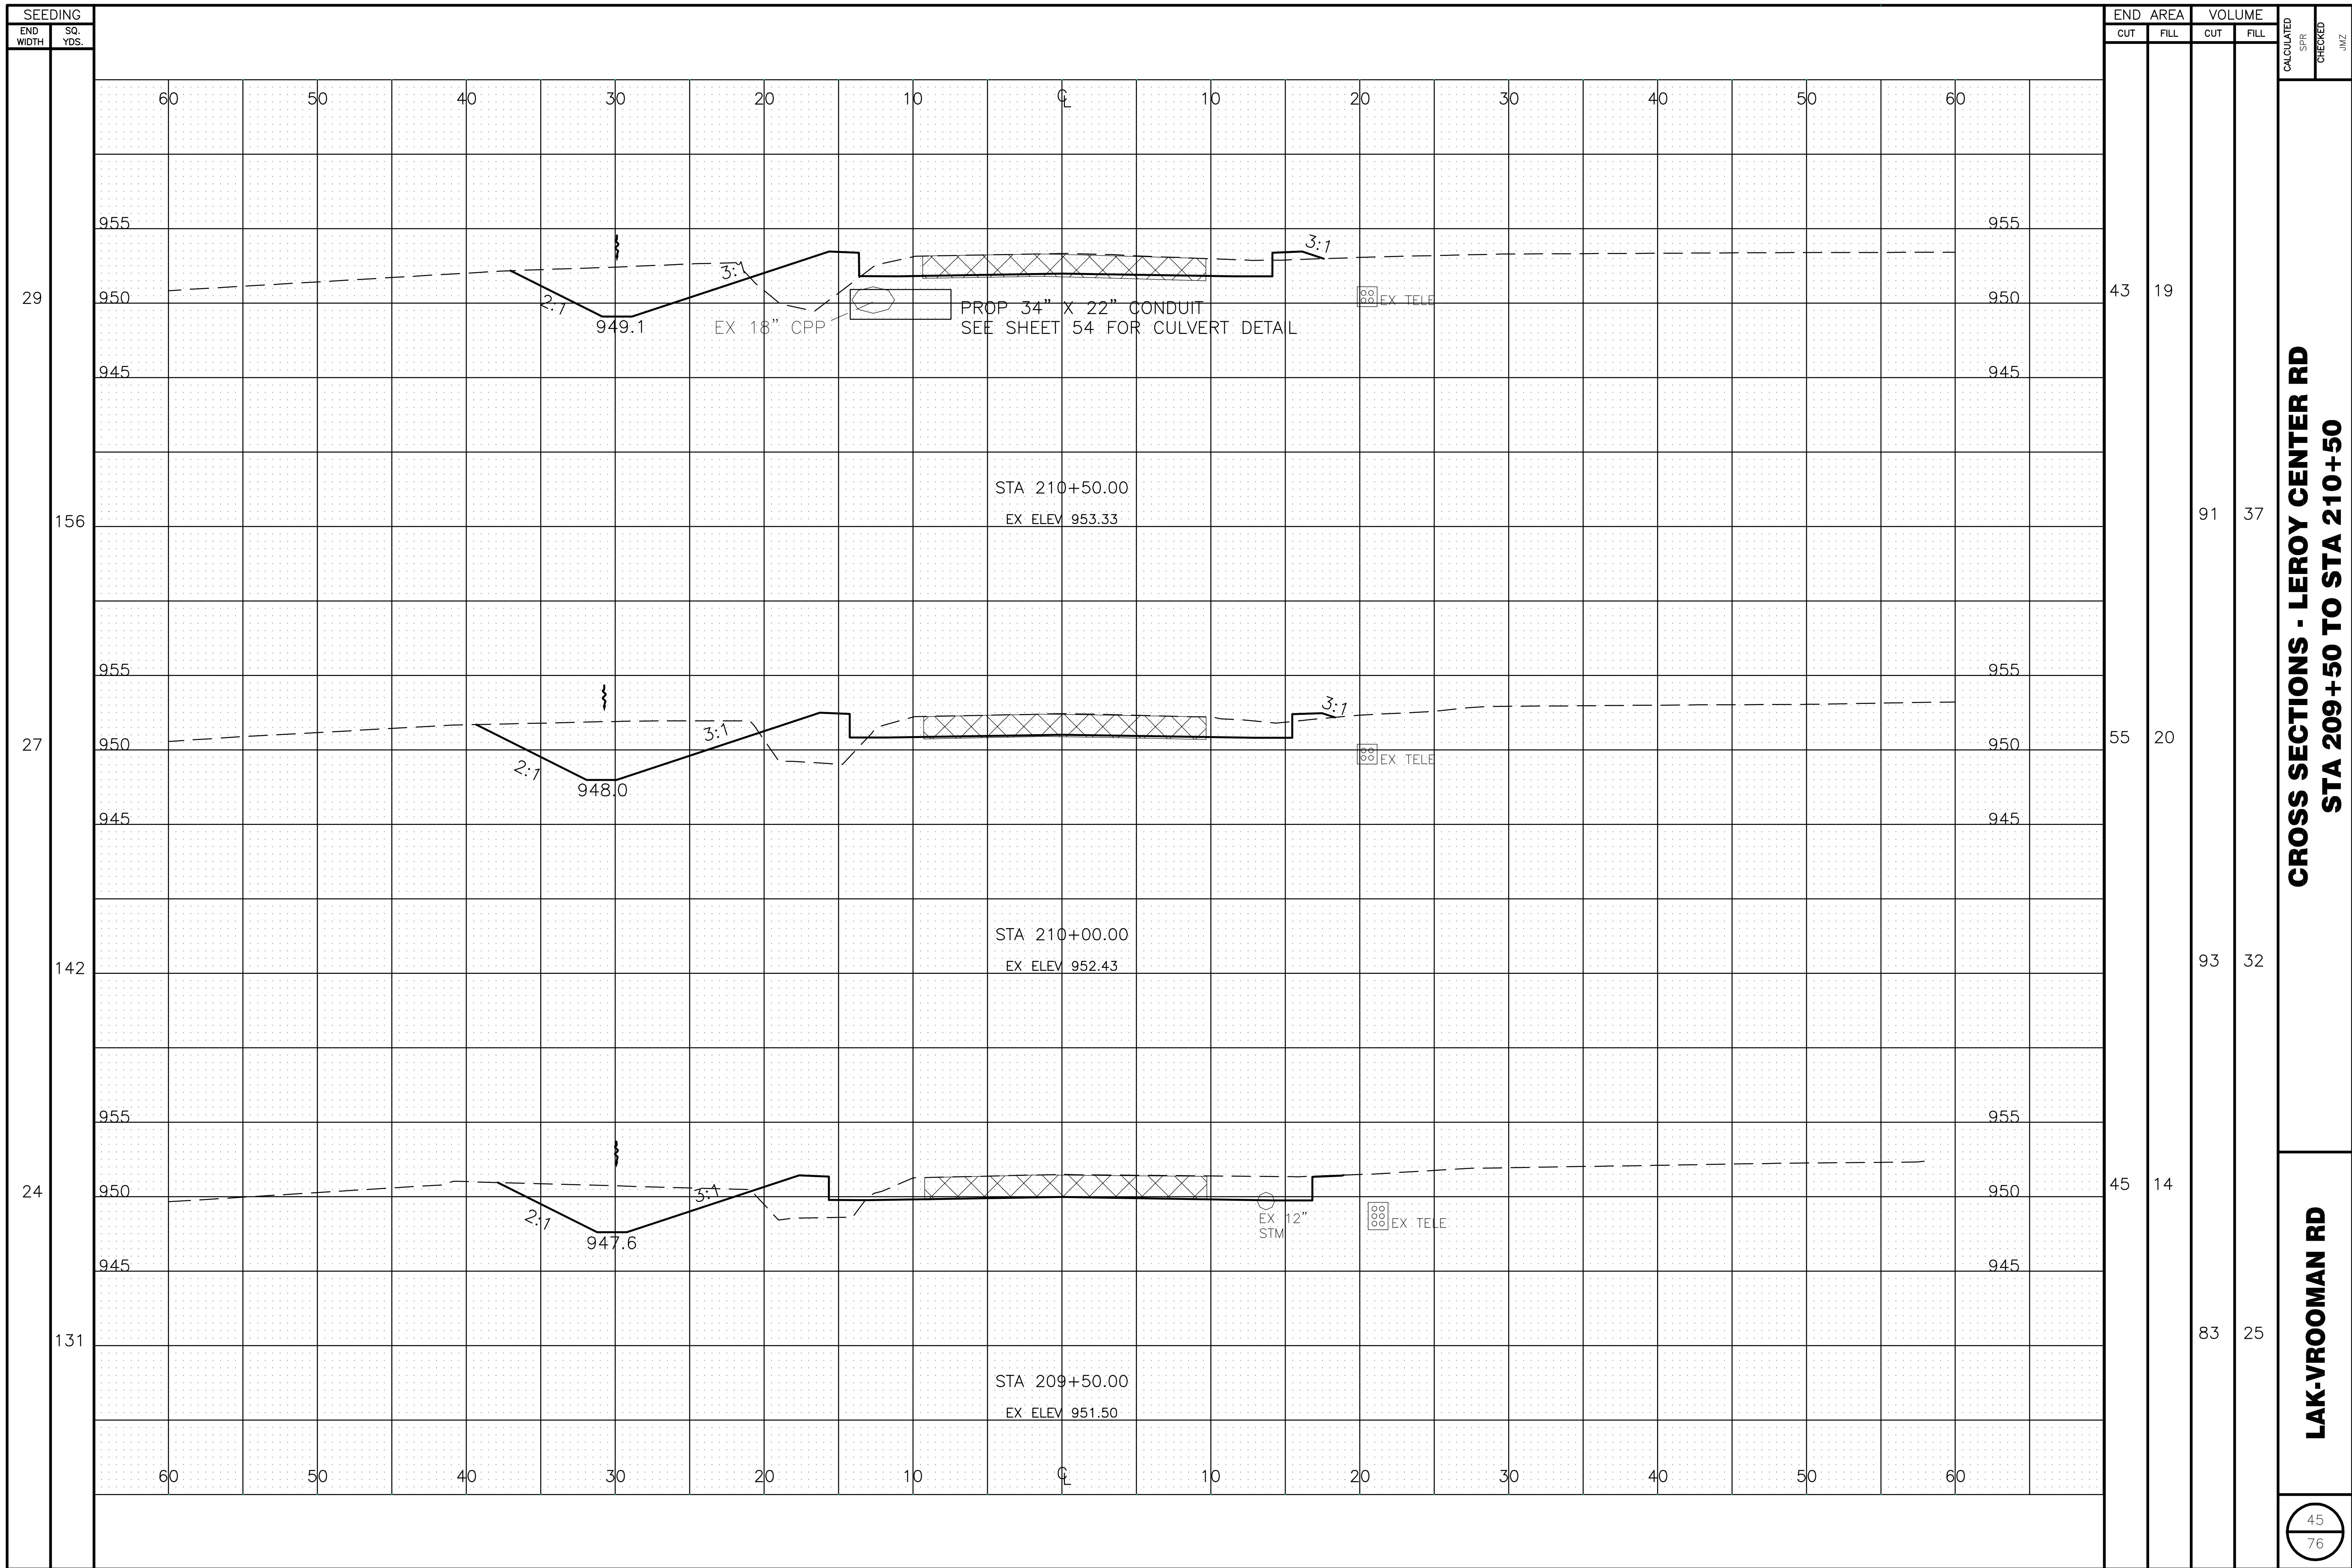 SEEDING
END WIDTH
SQ. YDS.
END AREA
VOLUME
CUT
FILL
CUT
FILL
CALCULATED
SPR
CHECKED
JMZ
60 50 40 30 20 10 ℄ 10 20 30 40 50 60
955
955
3:1
3:1
2:1
29
950
949.1
EX 18" CPP
PROP 34" X 22" CONDUIT
SEE SHEET 54 FOR CULVERT DETAIL
EX TELE
950
43
19
945
945
STA 210+50.00
EX ELEV 953.33
156
91
37
955
955
3:1
3:1
2:1
27
950
948.0
EX TELE
950
55
20
945
945
STA 210+00.00
EX ELEV 952.43
142
93
32
955
955
3:1
2:1
24
950
947.6
EX 12"
STM
EX TELE
950
45
14
945
945
131
83
25
STA 209+50.00
EX ELEV 951.50
60 50 40 30 20 10 ℄ 10 20 30 40 50 60
CROSS SECTIONS - LEROY CENTER RD
STA 209+50 TO STA 210+50
LAK-VROOMAN RD
45
76